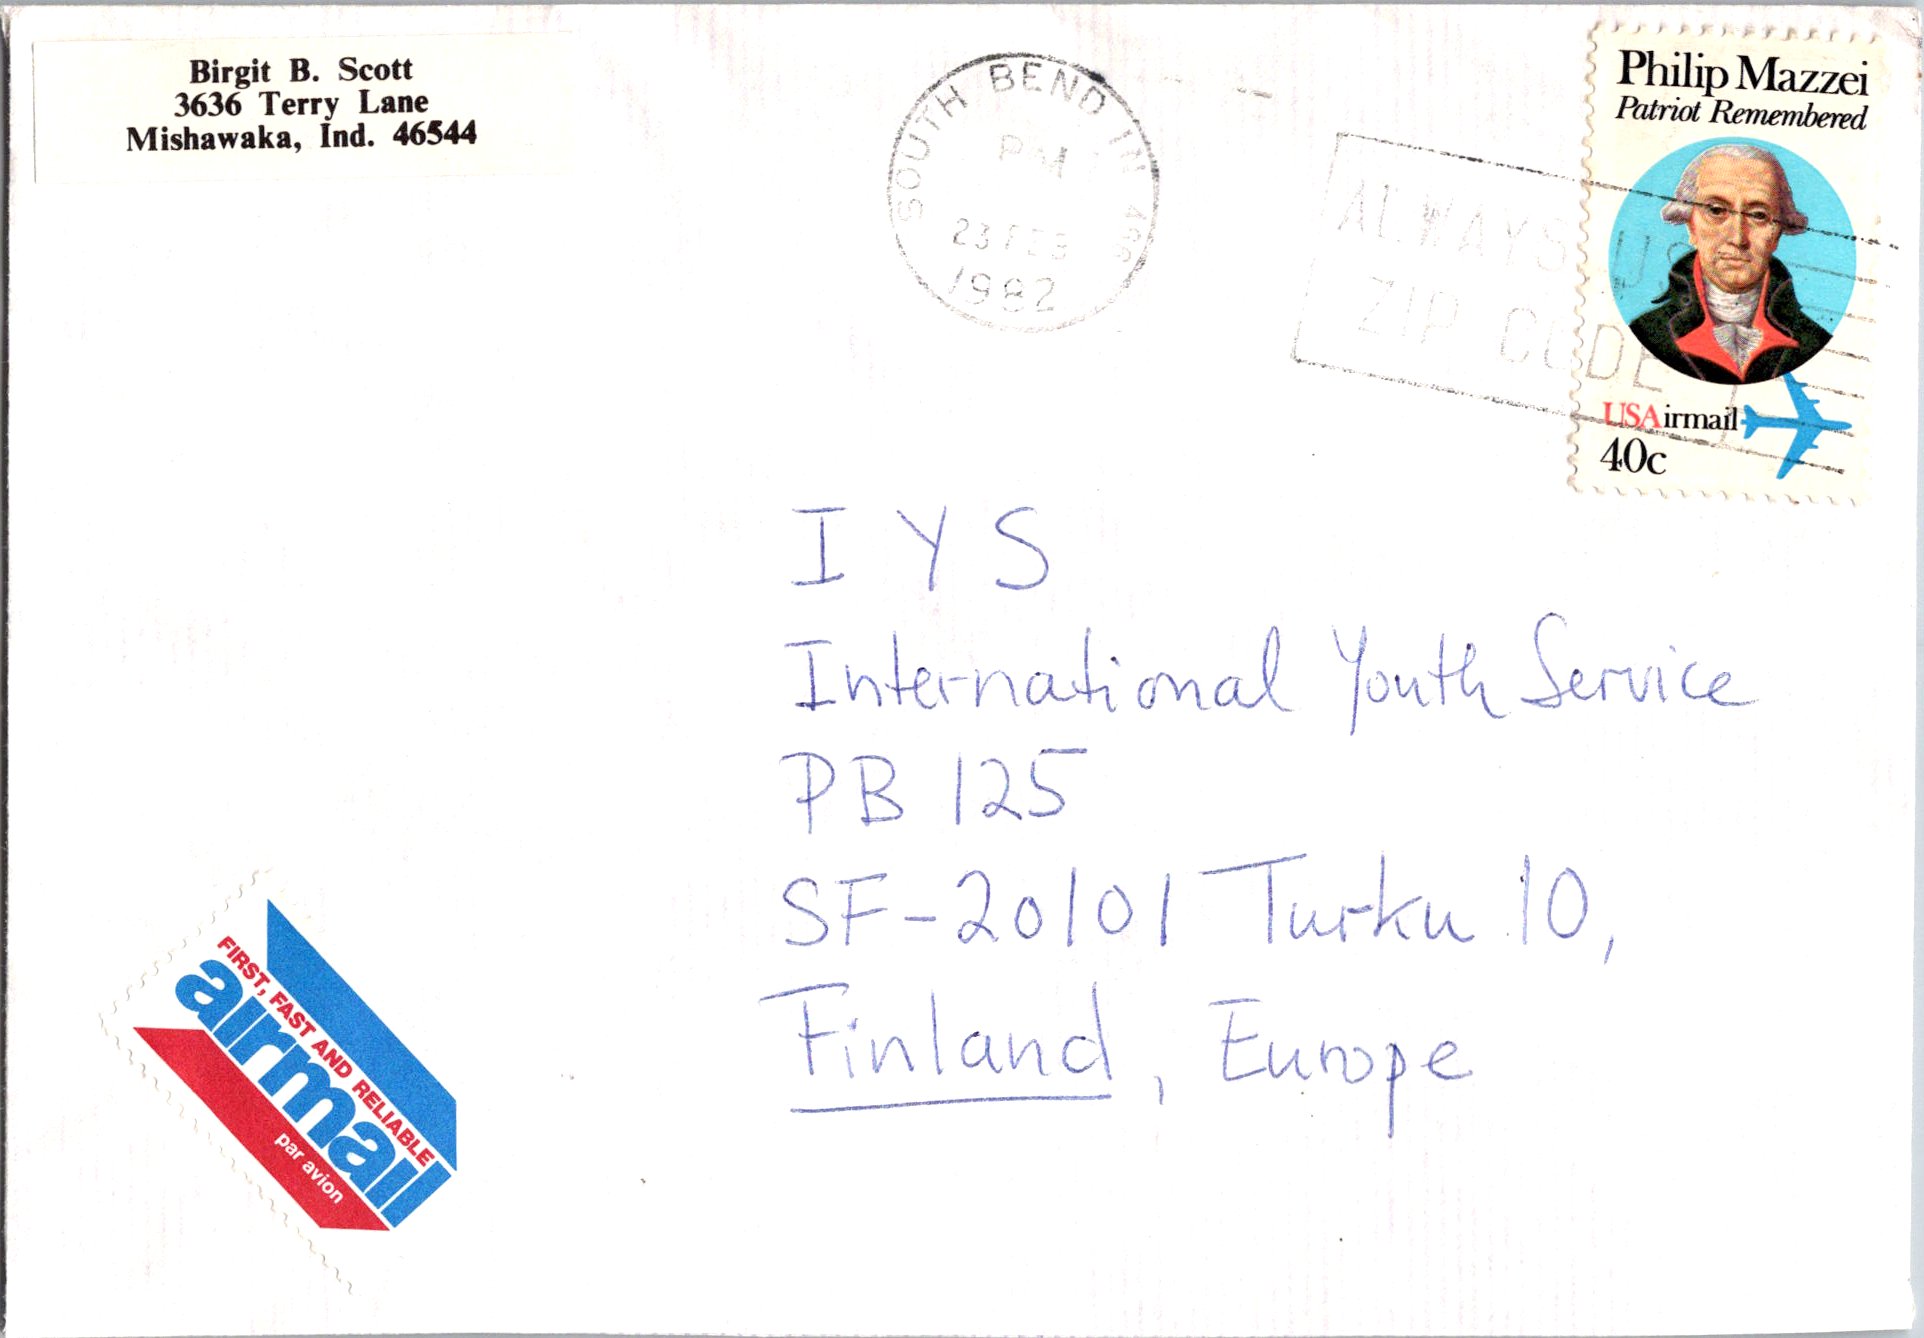 Birgit B. Scott
3636 Terry Lane
Mishawaka, Ind. 46544
SOUTH BEND IN
PM
23 FEB
1982
ALWAYS USE
ZIP CODE
Philip Mazzei
Patriot Remembered
USAirmail
40c
I Y S
International Youth Service
PB 125
SF-20101 Turku 10,
Finland, Europe
FIRST, FAST AND RELIABLE
airmail
par avion